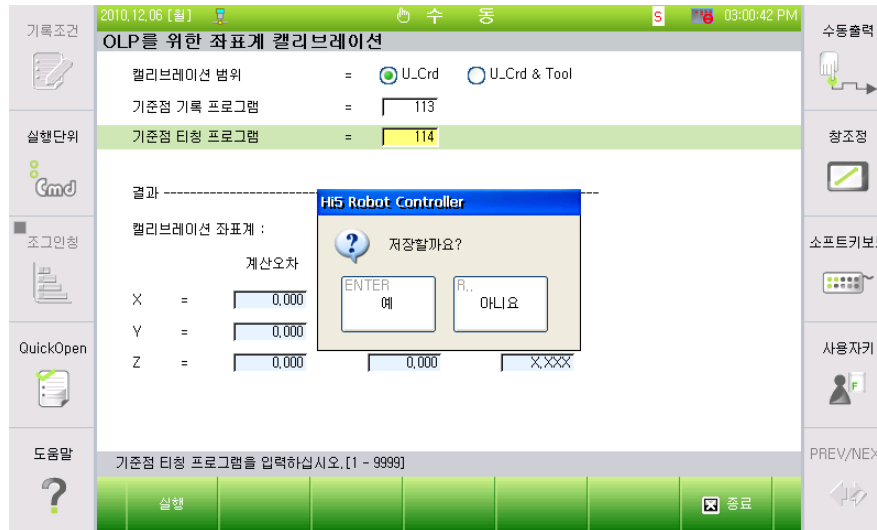 기록조건
실행단위
Cmd
조그인칭
QuickOpen
도움말
2010,12,06 [월] 수 동 S 03:00:42 PM
OLP를 위한 좌표계 캘리브레이션
캘리브레이션 범위 = U_Crd U_Crd & Tool
기준점 기록 프로그램 = 113
기준점 티칭 프로그램 = 114
결과 ----------------------
캘리브레이션 좌표계 :
계산오차
X = 0,000
Y = 0,000
Z = 0,000 0,000 X,XXX
Hi5 Robot Controller
저장할까요?
ENTER
예
R..
아니요
기준점 티칭 프로그램을 입력하십시오,[1 - 9999]
실행
종료
수동출력
창조정
소프트키보
사용자키
F
PREV/NEX